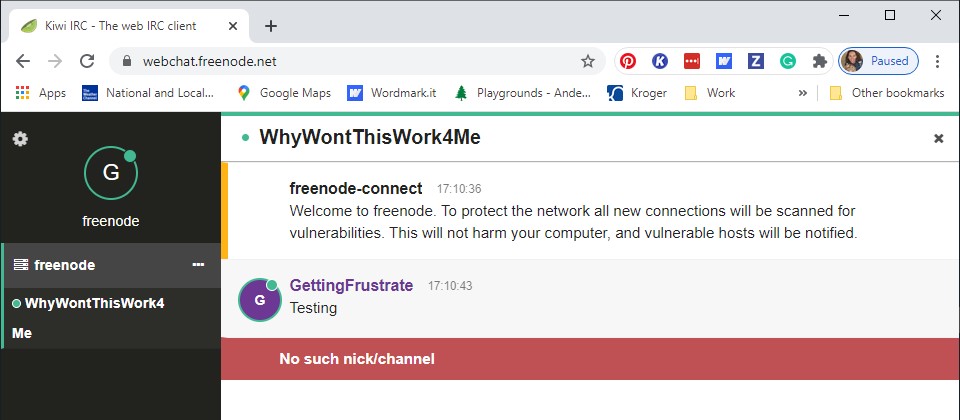 Kiwi IRC - The web IRC client
webchat.freenode.net
Paused
Apps
National and Local...
Google Maps
Wordmark.it
Playgrounds - Ande...
Kroger
Work
»
Other bookmarks
G
freenode
freenode
WhyWontThisWork4
Me
WhyWontThisWork4Me
freenode-connect 17:10:36
Welcome to freenode. To protect the network all new connections will be scanned for
vulnerabilities. This will not harm your computer, and vulnerable hosts will be notified.
G
GettingFrustrate 17:10:43
Testing
No such nick/channel